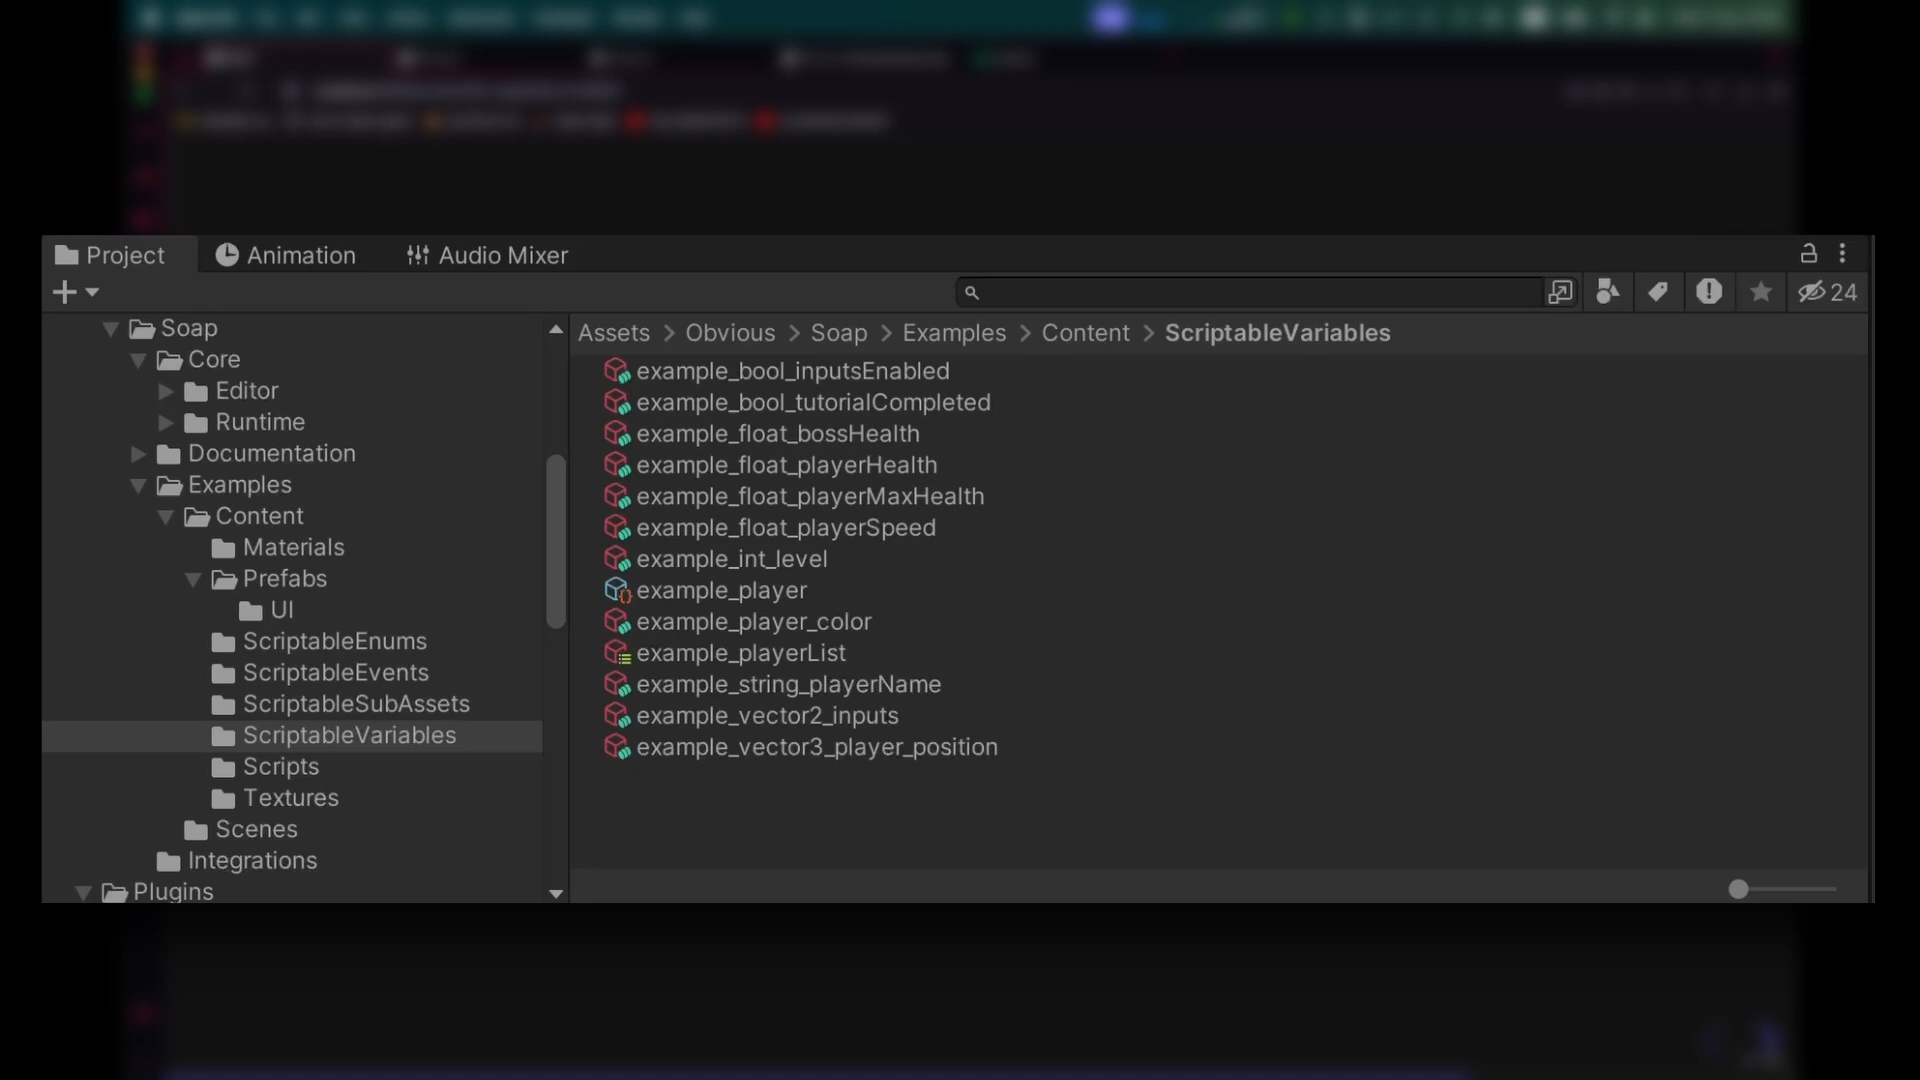 Project
Animation
Audio Mixer
24
Soap
Core
Editor
Runtime
Documentation
Examples
Content
Materials
Prefabs
UI
ScriptableEnums
ScriptableEvents
ScriptableSubAssets
ScriptableVariables
Scripts
Textures
Scenes
Integrations
Plugins
Assets > Obvious > Soap > Examples > Content > ScriptableVariables
example_bool_inputsEnabled
example_bool_tutorialCompleted
example_float_bossHealth
example_float_playerHealth
example_float_playerMaxHealth
example_float_playerSpeed
example_int_level
example_player
example_player_color
example_playerList
example_string_playerName
example_vector2_inputs
example_vector3_player_position